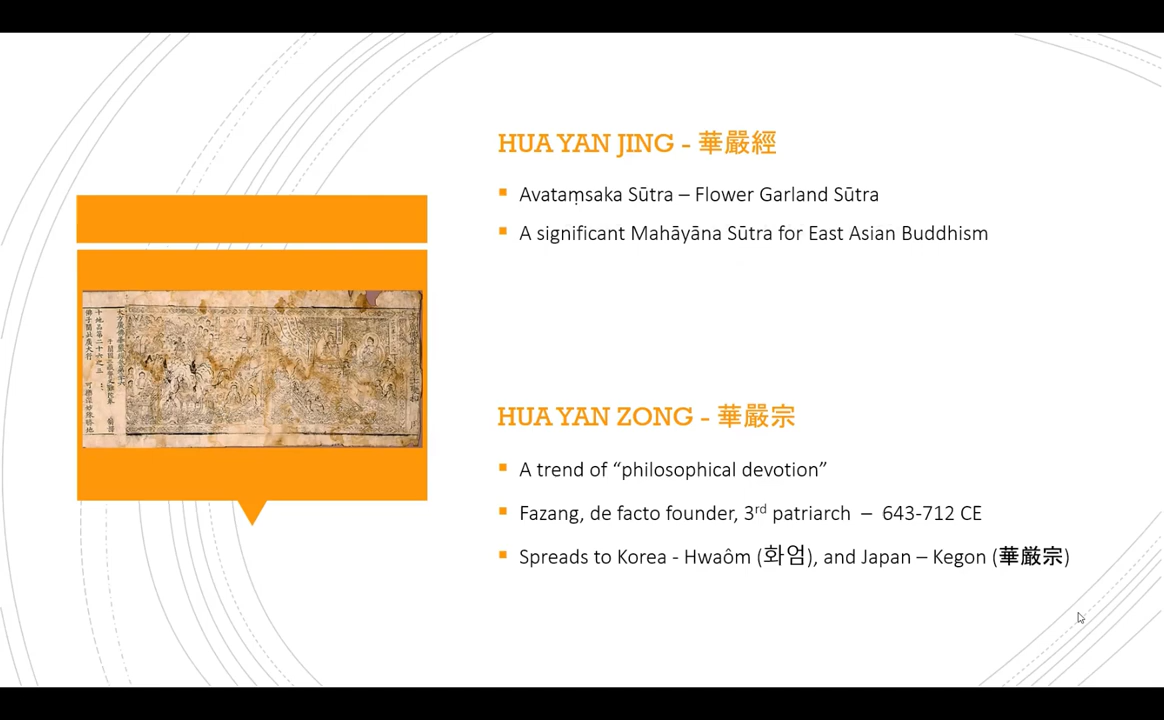 HUA YAN JING - 華嚴經
Avataṃsaka Sūtra – Flower Garland Sūtra
A significant Mahāyāna Sūtra for East Asian Buddhism
HUA YAN ZONG - 華嚴宗
A trend of “philosophical devotion”
Fazang, de facto founder, 3rd patriarch – 643-712 CE
Spreads to Korea - Hwaôm (화엄), and Japan – Kegon (華厳宗)